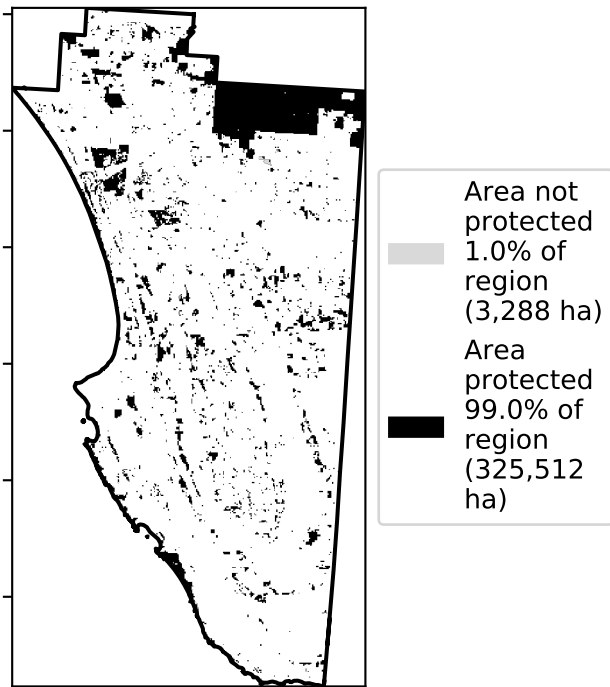 Area not
protected
1.0% of
region
(3,288 ha)
Area
protected
99.0% of
region
(325,512
ha)